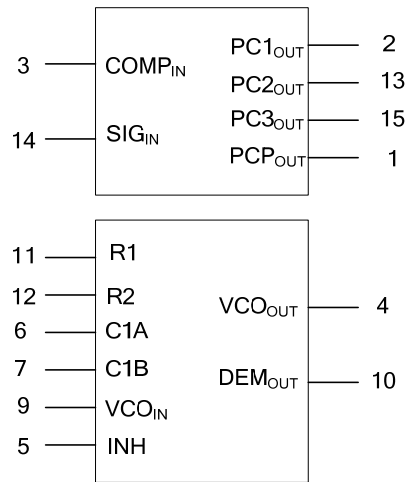 3 COMPIN PC1OUT 2
PC2OUT 13
14 SIGIN PC3OUT 15
PCPOUT 1
11 R1
12 R2 VCOOUT 4
6 C1A
7 C1B DEMOUT 10
9 VCOIN
5 INH